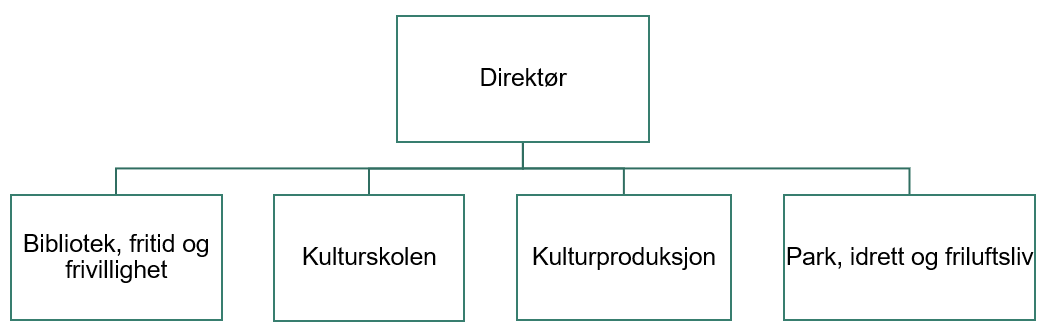 Direktør
Bibliotek, fritid og
frivillighet
Kulturskolen
Kulturproduksjon
Park, idrett og friluftsliv